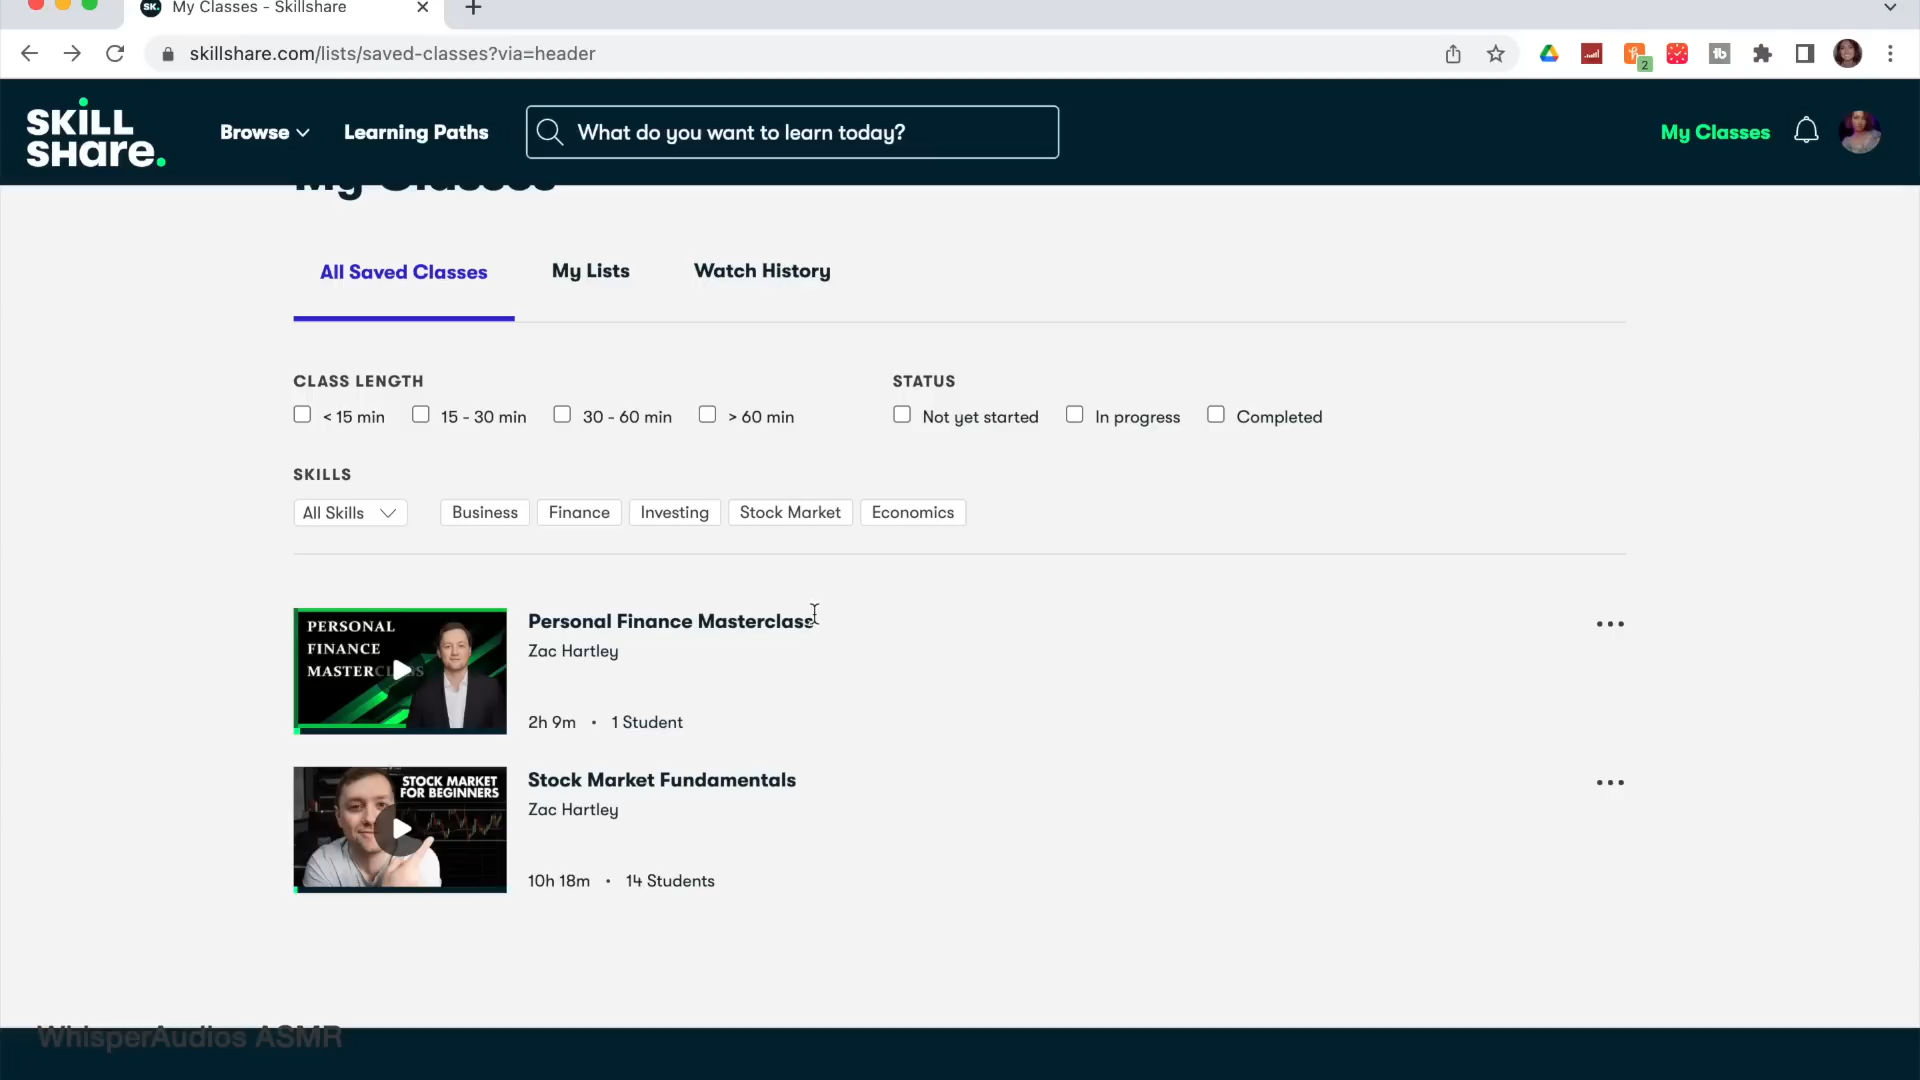 My Classes - Skillshare
skillshare.com/lists/saved-classes?via=header
2
SKILL
SHare.
Browse
Learning Paths
What do you want to learn today?
My Classes
My Classes
All Saved Classes
My Lists
Watch History
CLASS LENGTH
STATUS
< 15 min
15 - 30 min
30 - 60 min
> 60 min
Not yet started
In progress
Completed
SKILLS
All Skills
Business
Finance
Investing
Stock Market
Economics
PERSONAL
FINANCE
MASTERCLASS
Personal Finance Masterclass
Zac Hartley
2h 9m • 1 Student
STOCK MARKET
FOR BEGINNERS
Stock Market Fundamentals
Zac Hartley
10h 18m • 14 Students
WhisperAudios ASMR